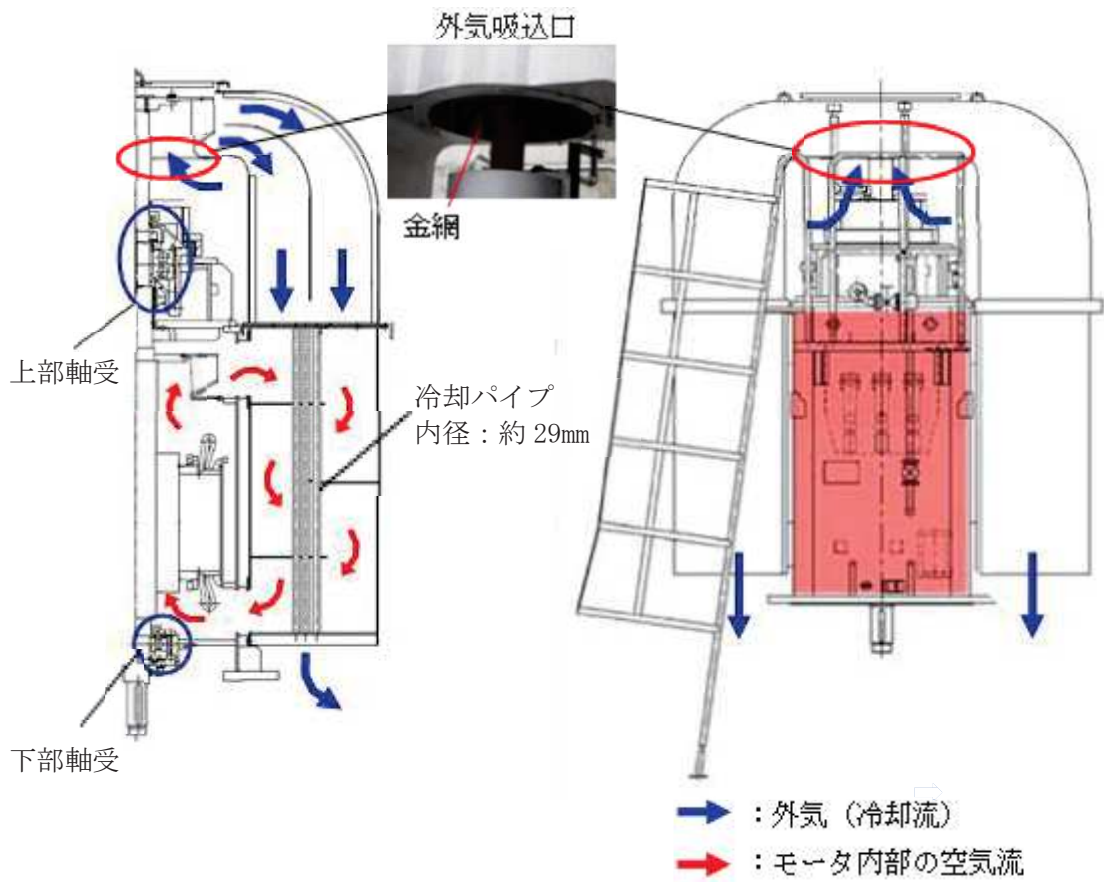 外気吸込口
金網
上部軸受
冷却パイプ
内径：約 29mm
下部軸受
：外気（冷却流）
：モータ内部の空気流